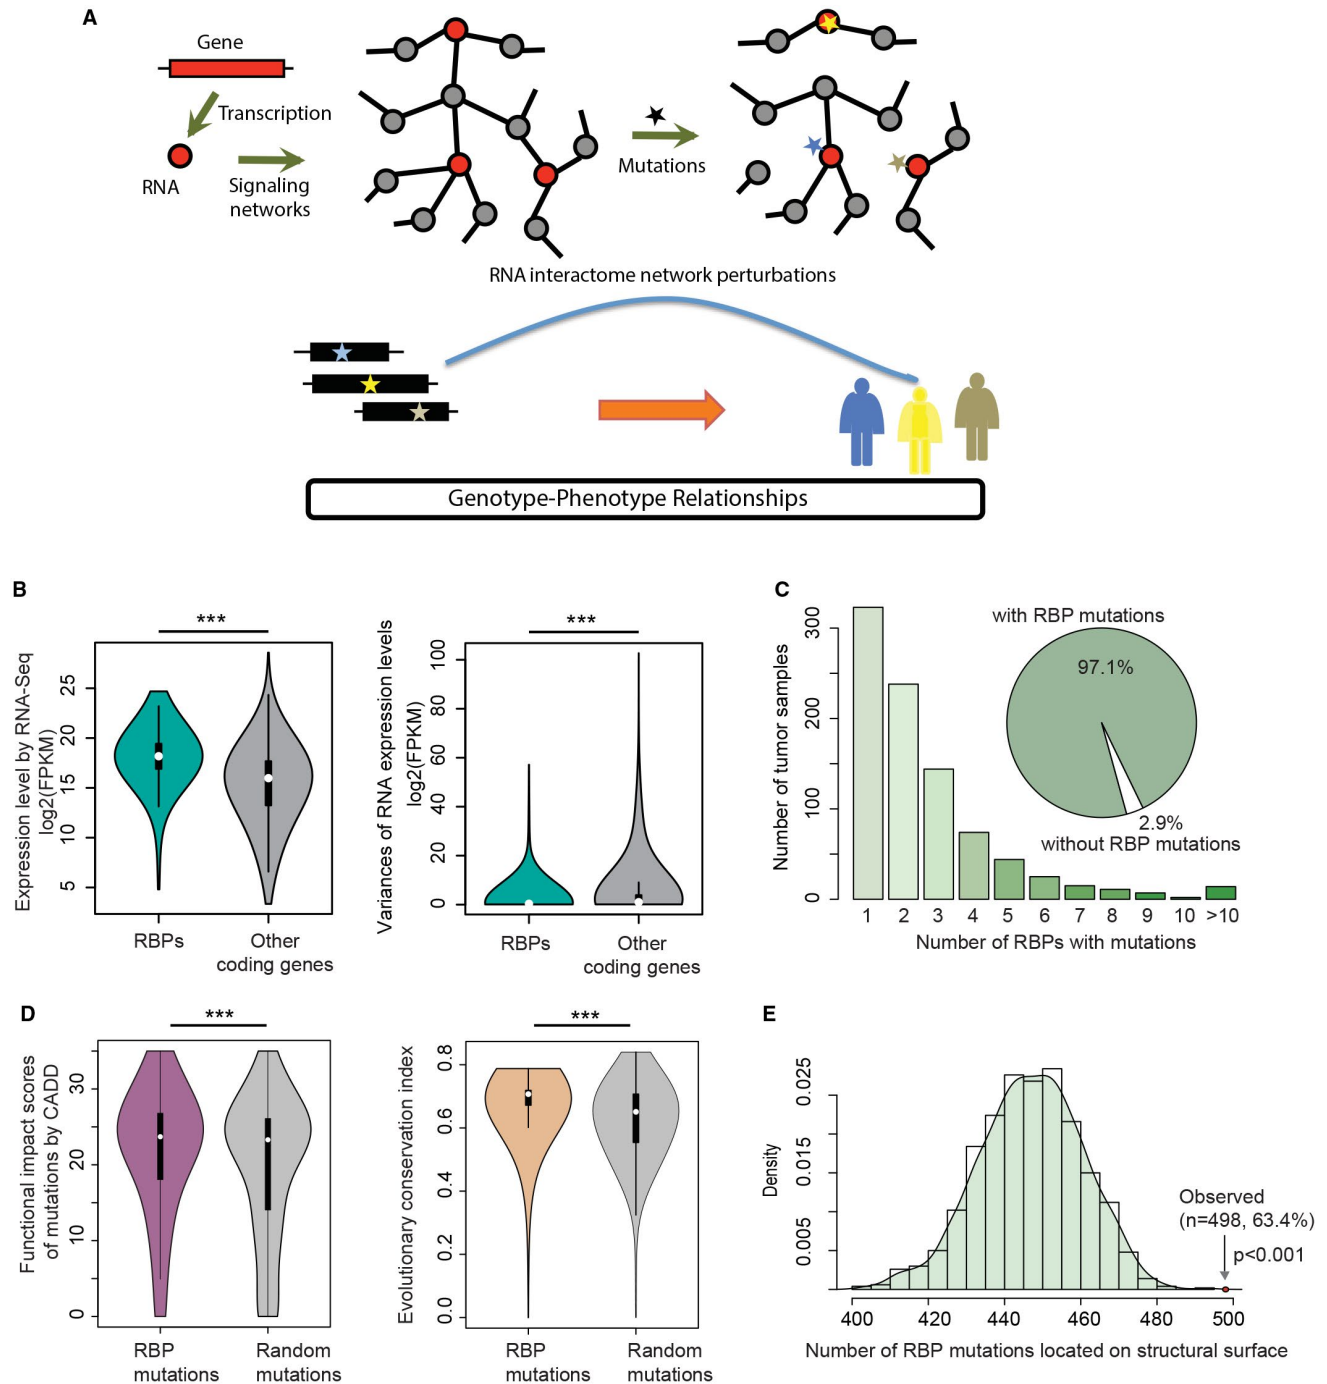 A
Gene
Transcription
RNA
Signaling
networks
Mutations
RNA interactome network perturbations
Genotype-Phenotype Relationships
B
***
Expression level by RNA-Seq
log2(FPKM)
25
20
15
10
5
RBPs
Other
coding genes
***
Variances of RNA expression levels
log2(FPKM)
100
80
60
40
20
0
RBPs
Other
coding genes
C
Number of tumor samples
300
200
100
0
with RBP mutations
97.1%
2.9%
without RBP mutations
1 2 3 4 5 6 7 8 9 10 >10
Number of RBPs with mutations
D
***
Functional impact scores
of mutations by CADD
30
20
10
0
RBP
mutations
Random
mutations
***
Evolutionary conservation index
0.8
0.6
0.4
0.2
0.0
RBP
mutations
Random
mutations
E
Density
0.025
0.015
0.005
Observed
(n=498, 63.4%)
p<0.001
400 420 440 460 480 500
Number of RBP mutations located on structural surface